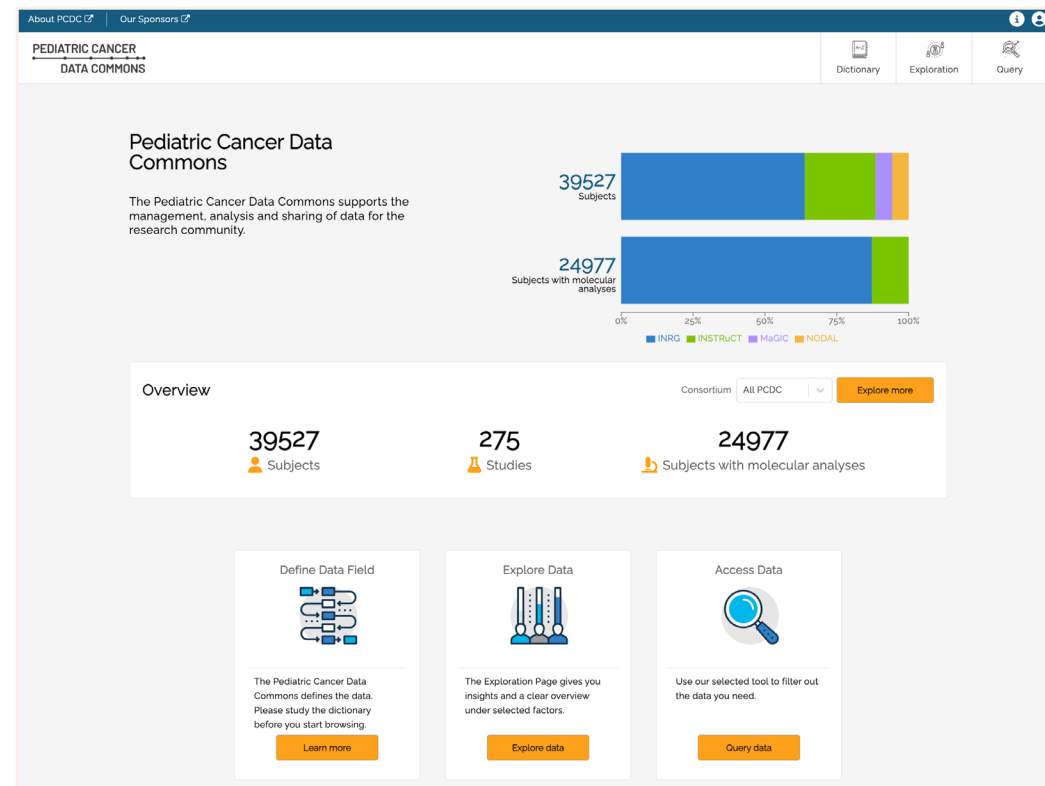 About PCDC
Our Sponsors
PEDIATRIC CANCER
DATA COMMONS
A-Z
Dictionary
Exploration
Query
Pediatric Cancer Data
Commons
The Pediatric Cancer Data Commons supports the
management, analysis and sharing of data for the
research community.
39527
Subjects
24977
Subjects with molecular
analyses
0% 25% 50% 75% 100%
INRG INSTRuCT MaGIC NODAL
Overview
Consortium
All PCDC
Explore more
39527
Subjects
275
Studies
24977
Subjects with molecular analyses
Define Data Field
The Pediatric Cancer Data
Commons defines the data.
Please study the dictionary
before you start browsing.
Learn more
Explore Data
The Exploration Page gives you
insights and a clear overview
under selected factors.
Explore data
Access Data
Use our selected tool to filter out
the data you need.
Query data